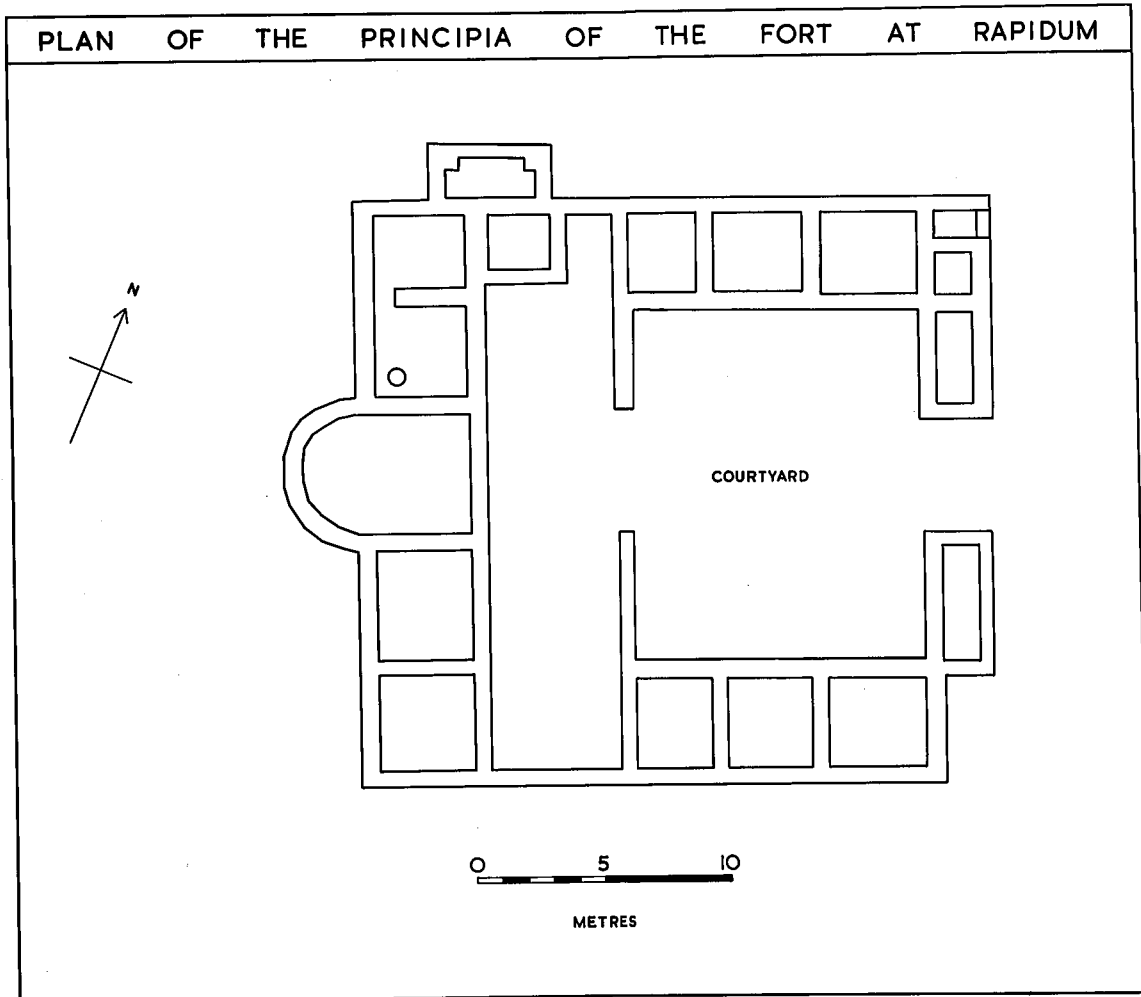 PLAN OF THE PRINCIPIA OF THE FORT AT RAPIDUM
N
COURTYARD
0 5 10
METRES